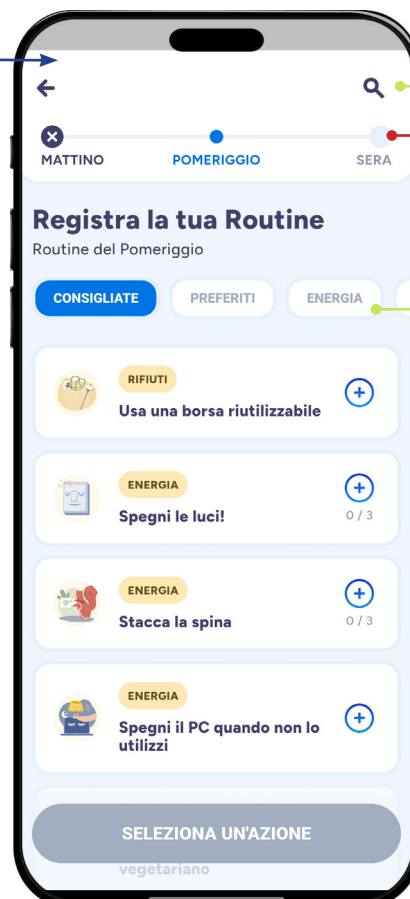 MATTINO
POMERIGGIO
SERA
Registra la tua Routine
Routine del Pomeriggio
CONSIGLIATE
PREFERITI
ENERGIA
RIFIUTI
Usa una borsa riutilizzabile
ENERGIA
Spegni le luci!
0 / 3
ENERGIA
Stacca la spina
0 / 3
ENERGIA
Spegni il PC quando non lo
utilizzi
SELEZIONA UN'AZIONE
vegetariano